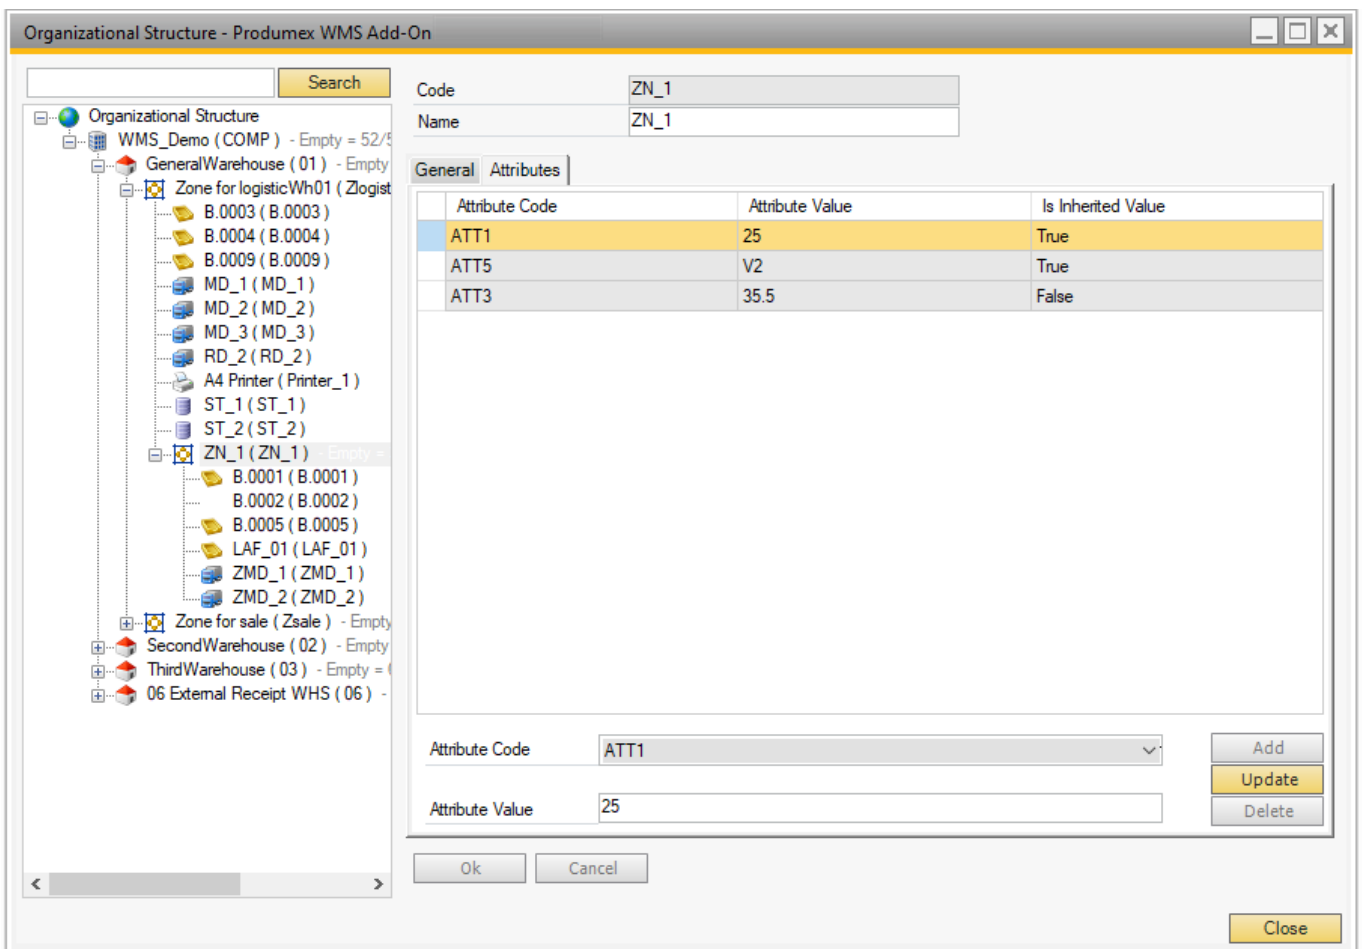 Organizational Structure - Produmex WMS Add-On
Search
Organizational Structure
WMS_Demo ( COMP ) - Empty = 52/5
GeneralWarehouse ( 01 ) - Empty
Zone for logisticWh01 ( Zlogist
B.0003 ( B.0003 )
B.0004 ( B.0004 )
B.0009 ( B.0009 )
MD_1 ( MD_1 )
MD_2 ( MD_2 )
MD_3 ( MD_3 )
RD_2 ( RD_2 )
A4 Printer ( Printer_1 )
ST_1 ( ST_1 )
ST_2 ( ST_2 )
ZN_1 ( ZN_1 ) - Empty =
B.0001 ( B.0001 )
B.0002 ( B.0002 )
B.0005 ( B.0005 )
LAF_01 ( LAF_01 )
ZMD_1 ( ZMD_1 )
ZMD_2 ( ZMD_2 )
Zone for sale ( Zsale ) - Empty
SecondWarehouse ( 02 ) - Empty
ThirdWarehouse ( 03 ) - Empty =
06 External Receipt WHS ( 06 ) -
Code ZN_1
Name ZN_1
General Attributes
Attribute Code Attribute Value Is Inherited Value
ATT1 25 True
ATT5 V2 True
ATT3 35.5 False
Attribute Code ATT1 Add
Update
Attribute Value 25 Delete
Ok Cancel
Close